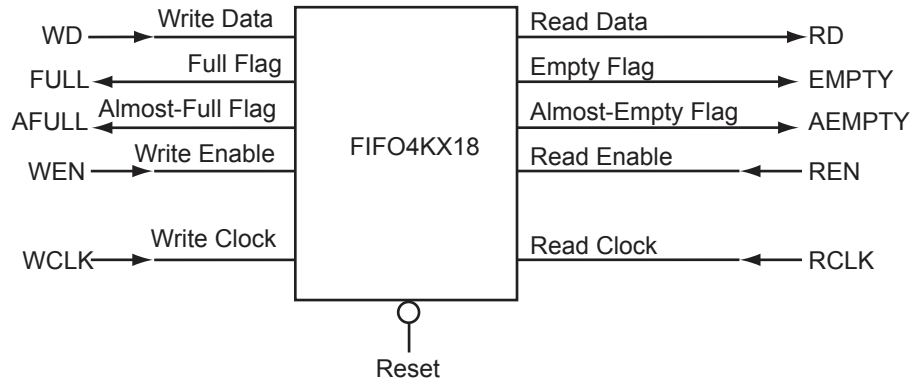 WD Write Data Read Data RD
FULL Full Flag Empty Flag EMPTY
AFULL Almost-Full Flag Almost-Empty Flag AEMPTY
FIFO4KX18
WEN Write Enable Read Enable REN
WCLK Write Clock Read Clock RCLK
Reset